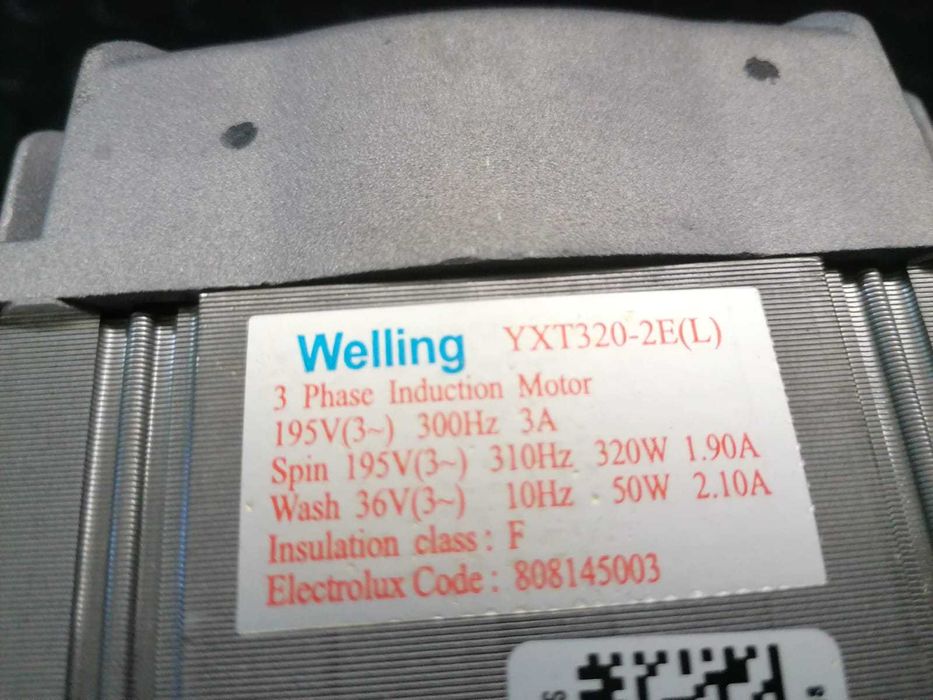 Welling YXT320-2E(L)
3 Phase Induction Motor
195V(3~) 300Hz 3A
Spin 195V(3~) 310Hz 320W 1.90A
Wash 36V(3~) 10Hz . 50W 2.10A
Insulation class : F
Electrolux Code : 808145003